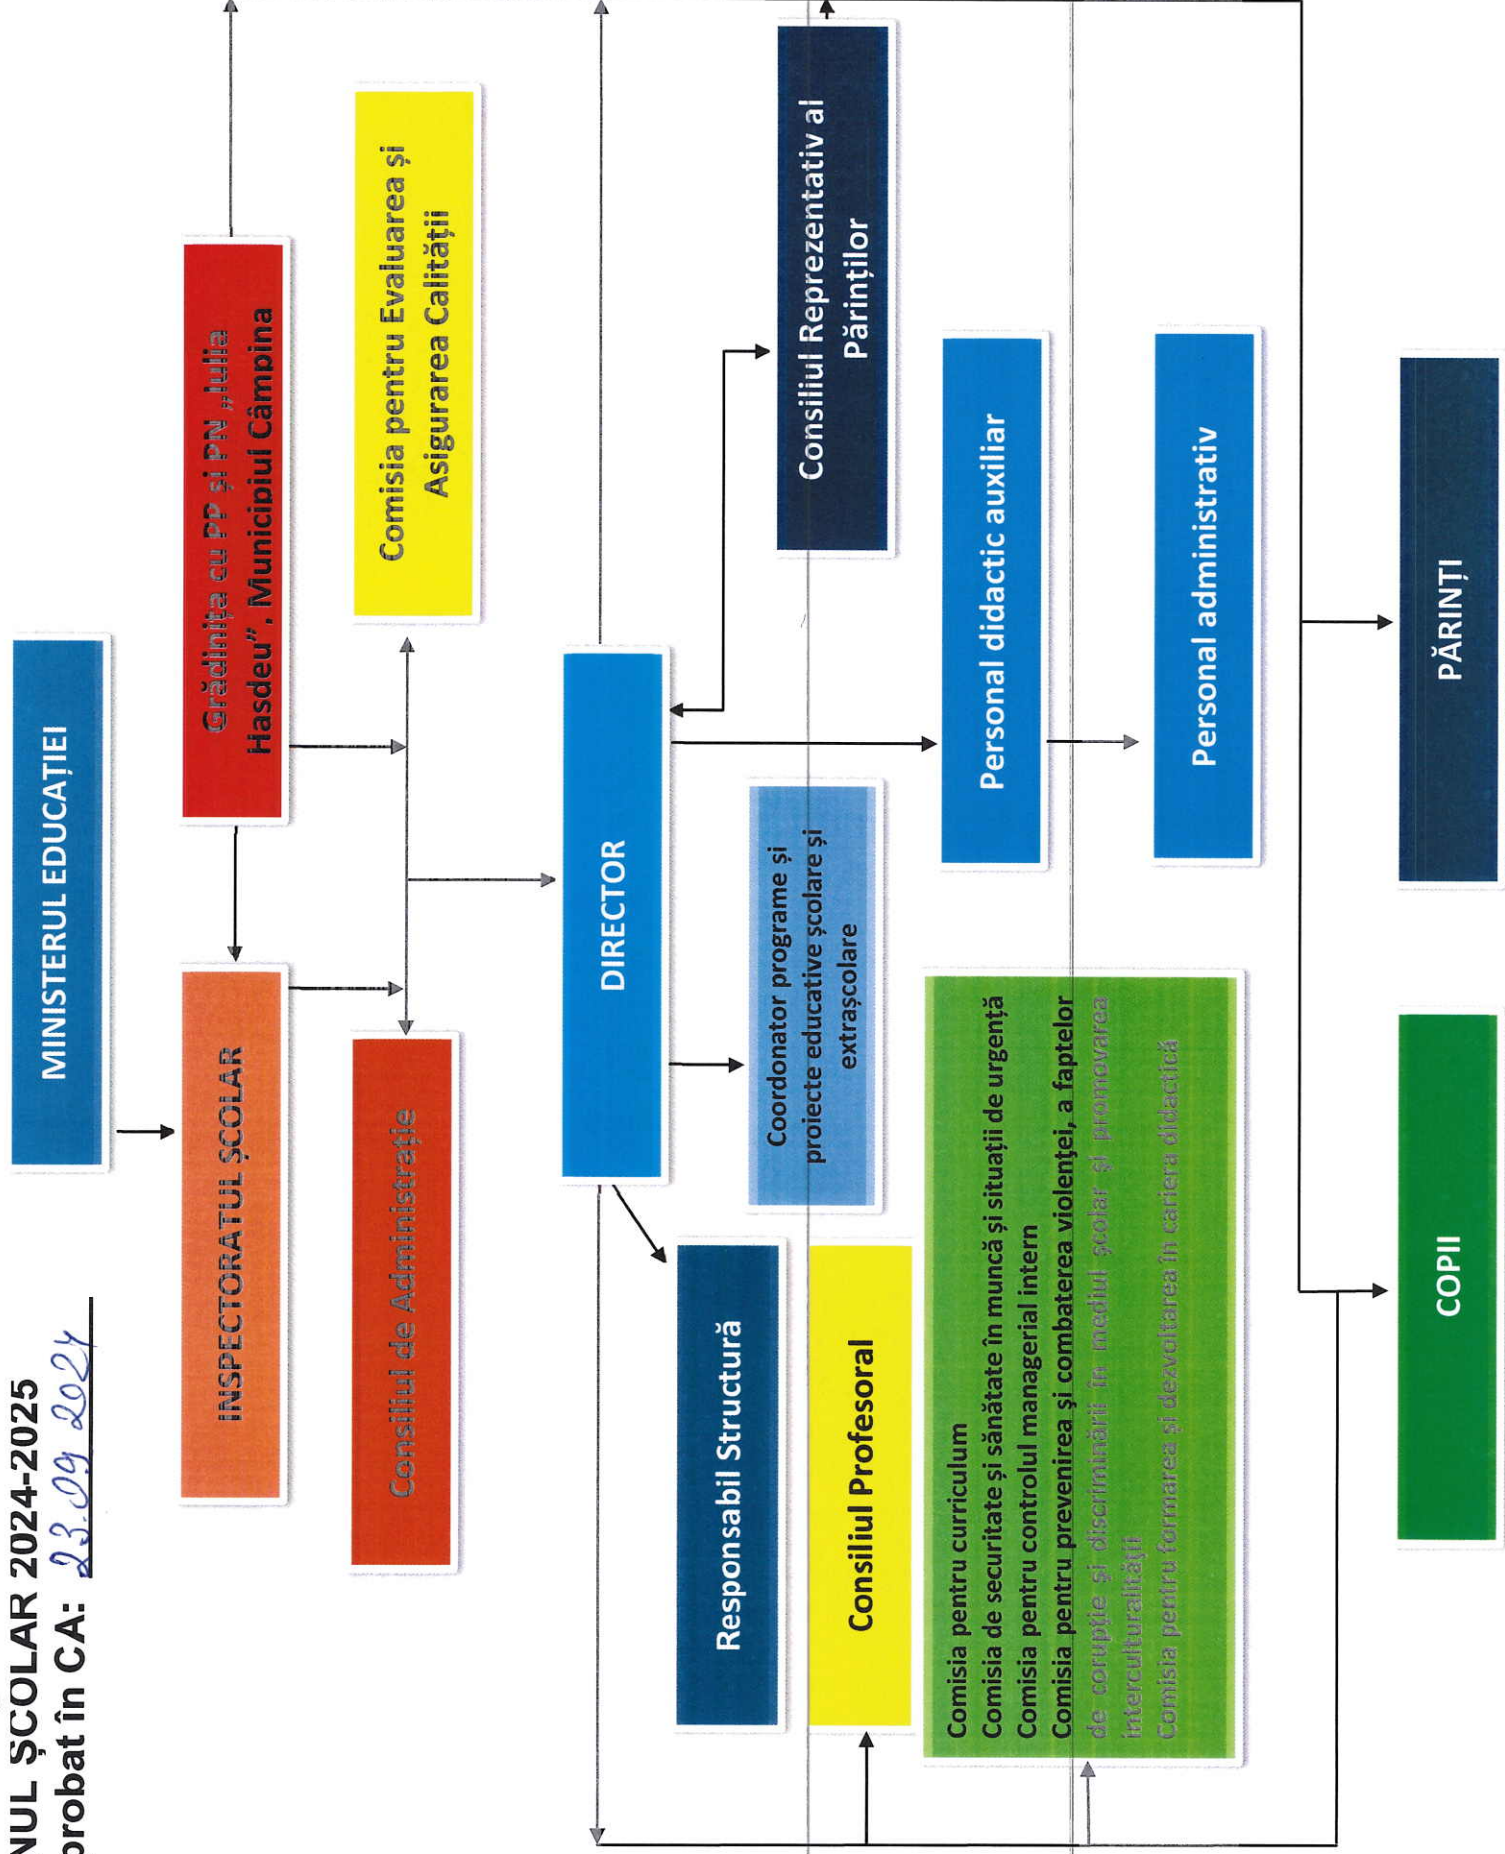 NUL ȘCOLAR 2024-2025
probat în CA: 23.09 2024
MINISTERUL EDUCAȚIEI
INSPECTORATUL ȘCOLAR
Grădinița cu PP și PN „Iulia
Hasdeu”, Municipiul Câmpina
Consiliul de Administrație
Comisia pentru Evaluarea și
Asigurarea Calității
DIRECTOR
Responsabil Structură
Coordonator programe și
proiecte educative școlare și
extrașcolare
Consiliul Reprezentativ al
Părinților
Consiliul Profesoral
Comisia pentru curriculum
Comisia de securitate și sănătate în muncă și situații de urgență
Comisia pentru controlul managerial intern
Comisia pentru prevenirea și combaterea violenței, a faptelor
de corupție și discriminării în mediul școlar și promovarea
interculturalității
Comisia pentru formarea și dezvoltarea în cariera didactică
Personal didactic auxiliar
Personal administrativ
COPII
PĂRINȚI